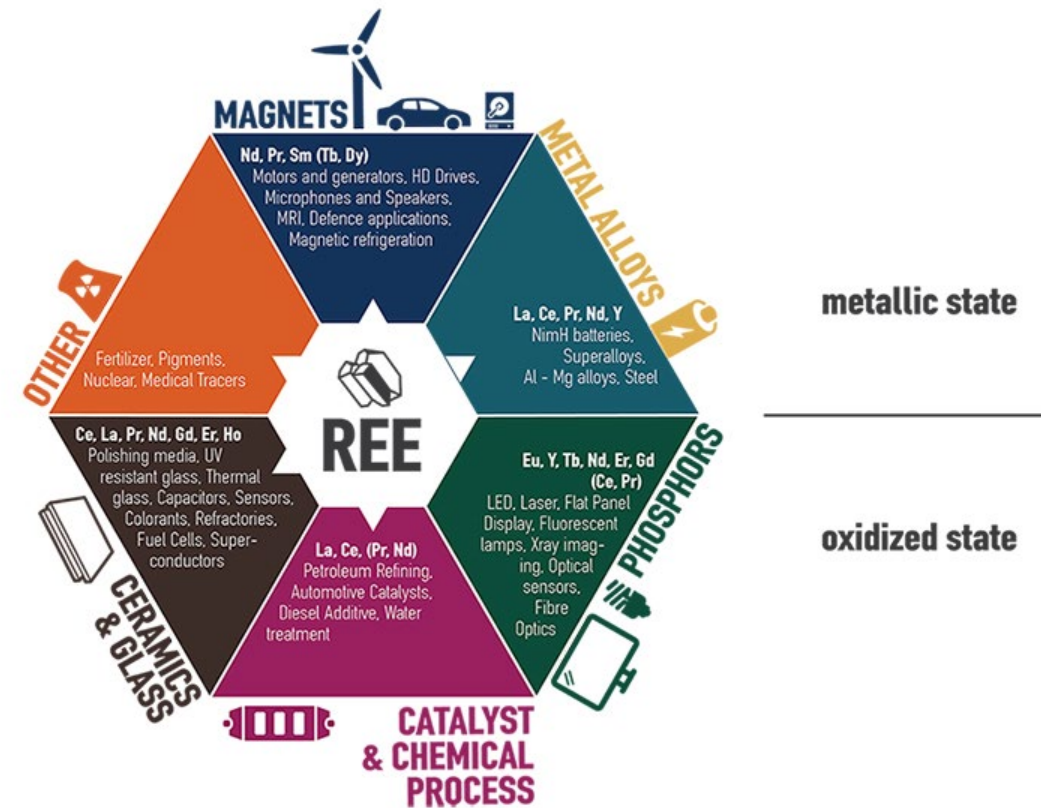 MAGNETS
Nd, Pr, Sm (Tb, Dy)
Motors and generators, HD Drives,
Microphones and Speakers,
MRI, Defence applications,
Magnetic refrigeration
METAL ALLOYS
La, Ce, Pr, Nd, Y
NimH batteries,
Superalloys,
Al - Mg alloys, Steel
metallic state
OTHER
Fertilizer, Pigments,
Nuclear, Medical Tracers
REE
Ce, La, Pr, Nd, Gd, Er, Ho
Polishing media, UV
resistant glass, Thermal
glass, Capacitors, Sensors,
Colorants, Refractories,
Fuel Cells, Super-
conductors
CERAMICS
& GLASS
La, Ce, (Pr, Nd)
Petroleum Refining,
Automotive Catalysts,
Diesel Additive, Water
treatment
CATALYST
& CHEMICAL
PROCESS
Eu, Y, Tb, Nd, Er, Gd
(Ce, Pr)
LED, Laser, Flat Panel
Display, Fluorescent
lamps, Xray imag-
ing, Optical
sensors,
Fibre
Optics
PHOSPHORS
oxidized state